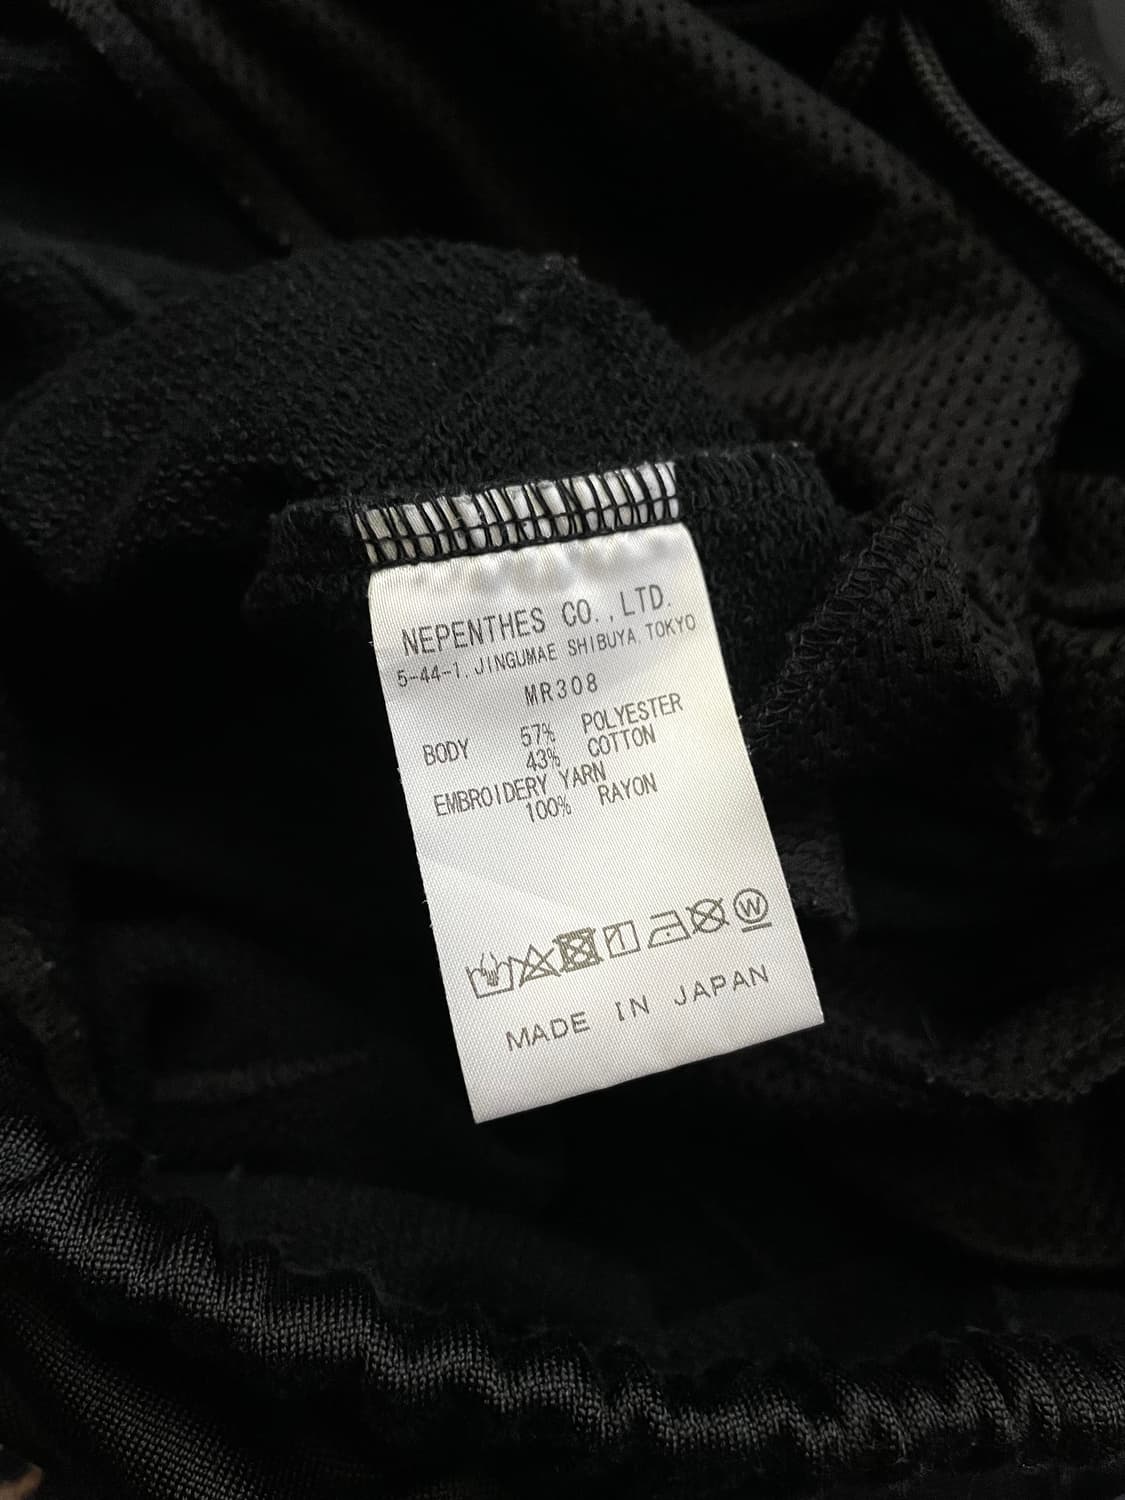 NEPENTHES CO.,LTD.
5-44-1,JINGUMAE SHIBUYA,TOKYO
MR308
BODY 57% POLYESTER
43% COTTON
EMBROIDERY YARN
100% RAYON
W
MADE IN JAPAN